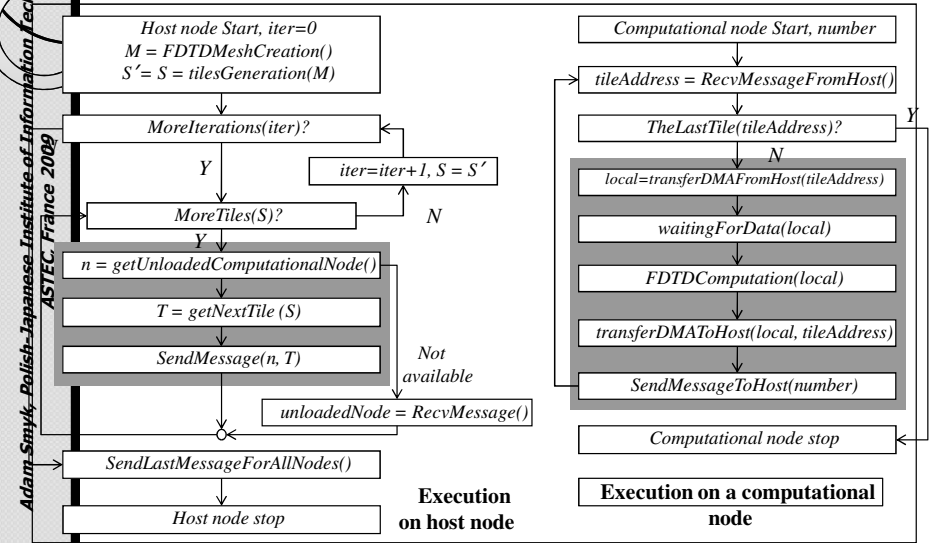 Adam Smyk, Polish-Japanese Institute of Information Tec
ASTEC, France 2009
Host node Start, iter=0
M = FDTDMeshCreation()
S′= S = tilesGeneration(M)
MoreIterations(iter)?
N
Y
iter=iter+1, S = S′
MoreTiles(S)?
N
Y
n = getUnloadedComputationalNode()
T = getNextTile (S)
SendMessage(n, T)
Not
available
unloadedNode = RecvMessage()
SendLastMessageForAllNodes()
Host node stop
Execution
on host node
Computational node Start, number
tileAddress = RecvMessageFromHost()
TheLastTile(tileAddress)?
Y
N
local=transferDMAFromHost(tileAddress)
waitingForData(local)
FDTDComputation(local)
transferDMAToHost(local, tileAddress)
SendMessageToHost(number)
Computational node stop
Execution on a computational
node